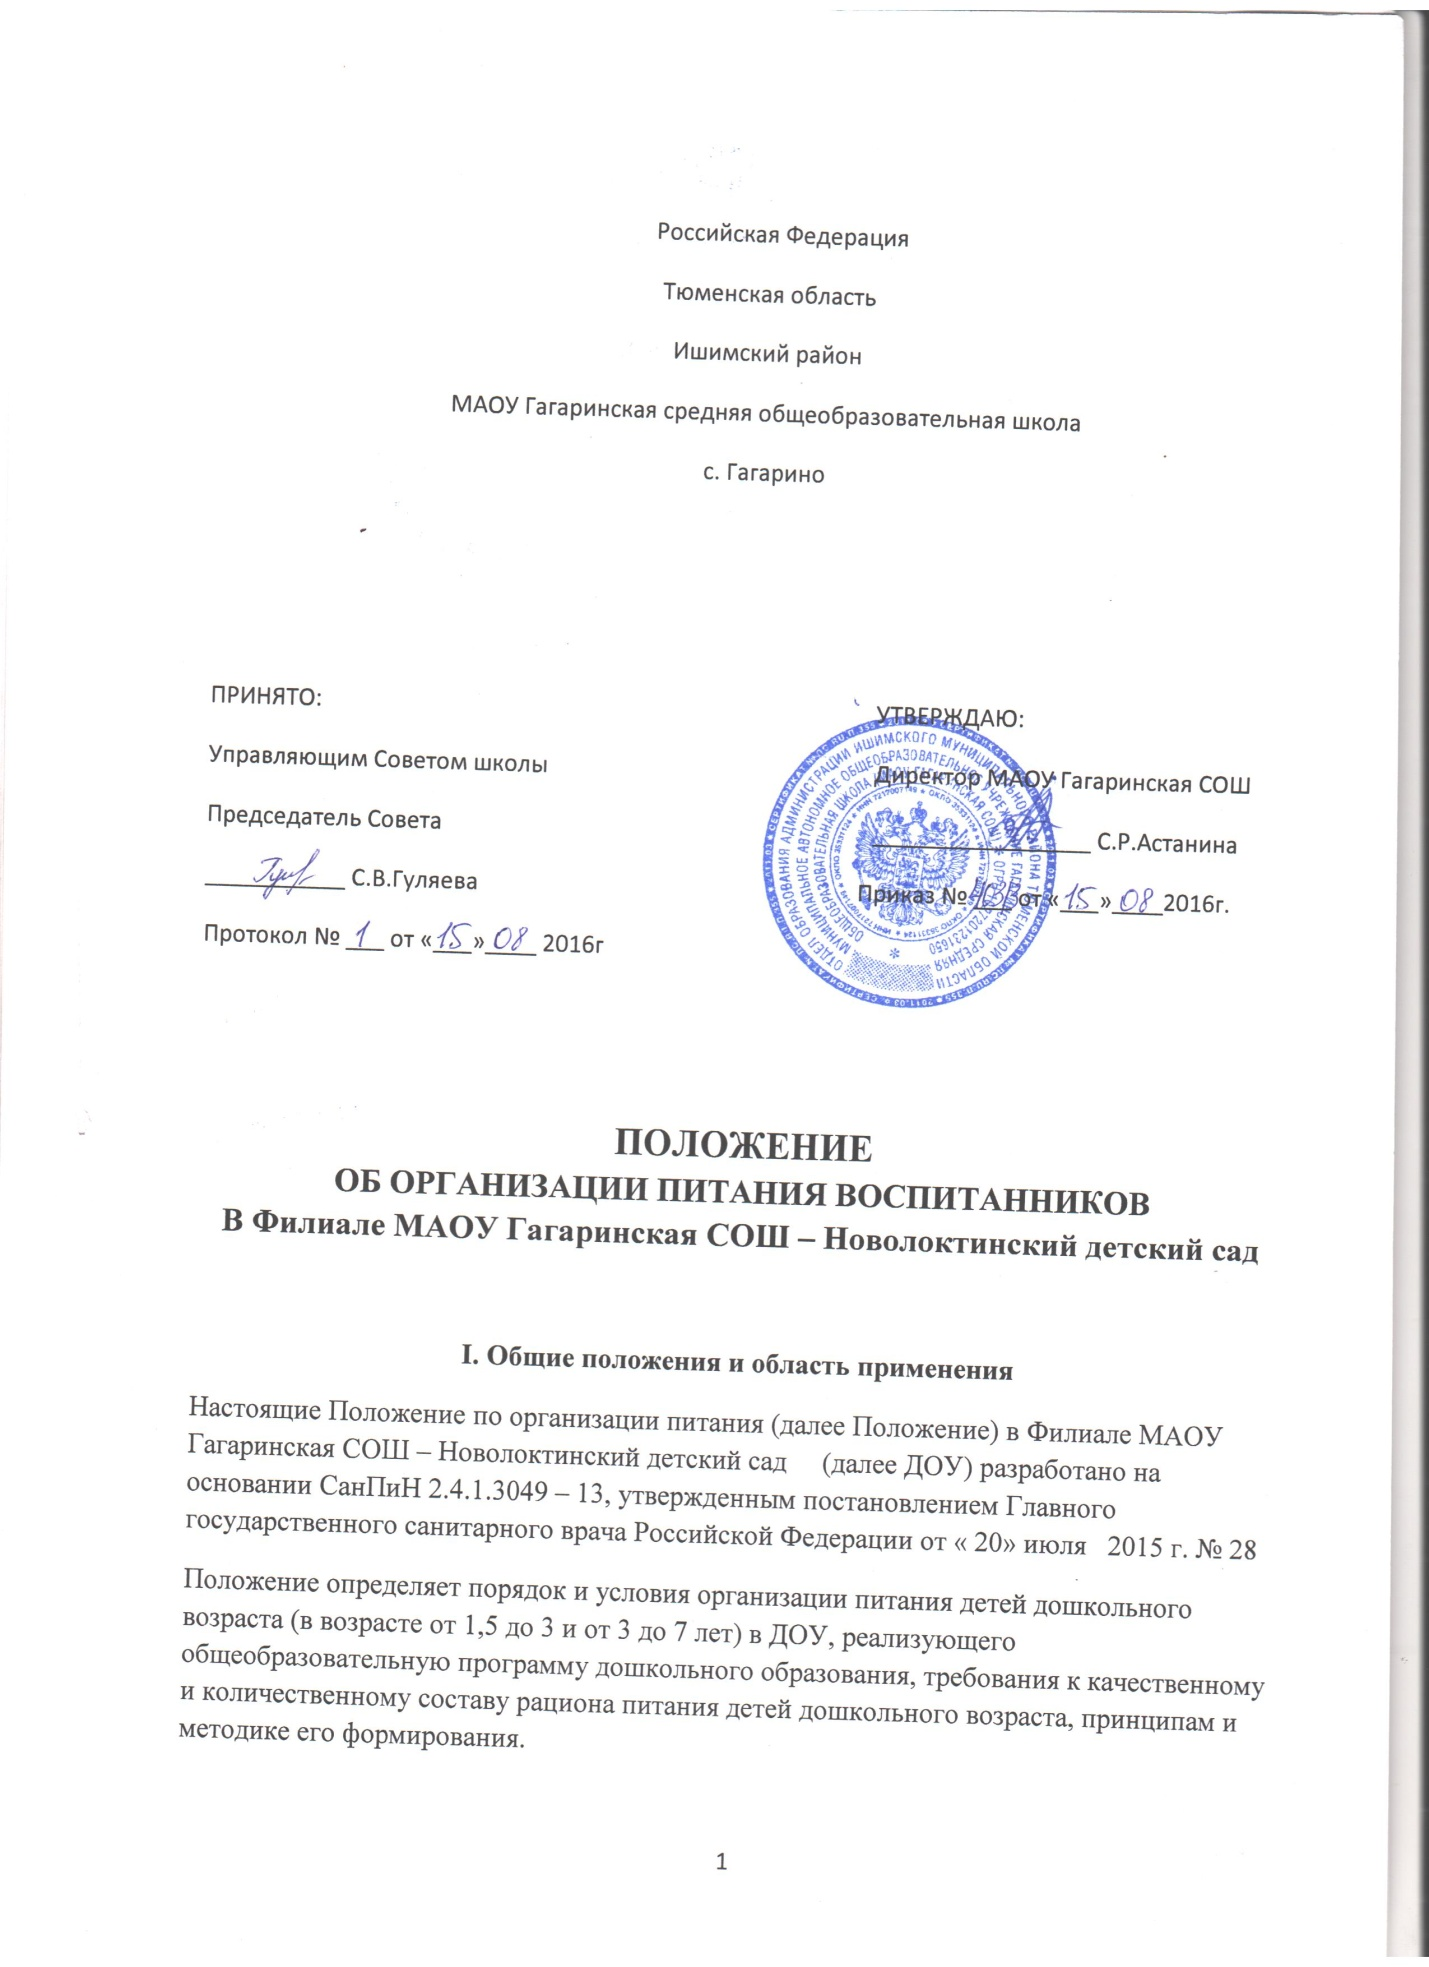 Российская Федерация
Тюменская область
Ишимский район
МАОУ Гагаринская средняя общеобразовательная школа
с. Гагарино
ПРИНЯТО:
Управляющим Советом школы
Председатель Совета
____________ С.В.Гуляева
Протокол № 1 от «15» 08 2016г
УТВЕРЖДАЮ:
Директор МАОУ Гагаринская СОШ
____________ С.Р.Астанина
Приказ № от «15» 08 2016г.
ПОЛОЖЕНИЕ
ОБ ОРГАНИЗАЦИИ ПИТАНИЯ ВОСПИТАННИКОВ
В Филиале МАОУ Гагаринская СОШ – Новолоктинский детский сад
I. Общие положения и область применения
Настоящие Положение по организации питания (далее Положение) в Филиале МАОУ
Гагаринская СОШ – Новолоктинский детский сад (далее ДОУ) разработано на
основании СанПиН 2.4.1.3049 – 13, утвержденным постановлением Главного
государственного санитарного врача Российской Федерации от « 20» июля 2015 г. № 28
Положение определяет порядок и условия организации питания детей дошкольного
возраста (в возрасте от 1,5 до 3 и от 3 до 7 лет) в ДОУ, реализующего
общеобразовательную программу дошкольного образования, требования к качественному
и количественному составу рациона питания детей дошкольного возраста, принципам и
методике его формирования.
1